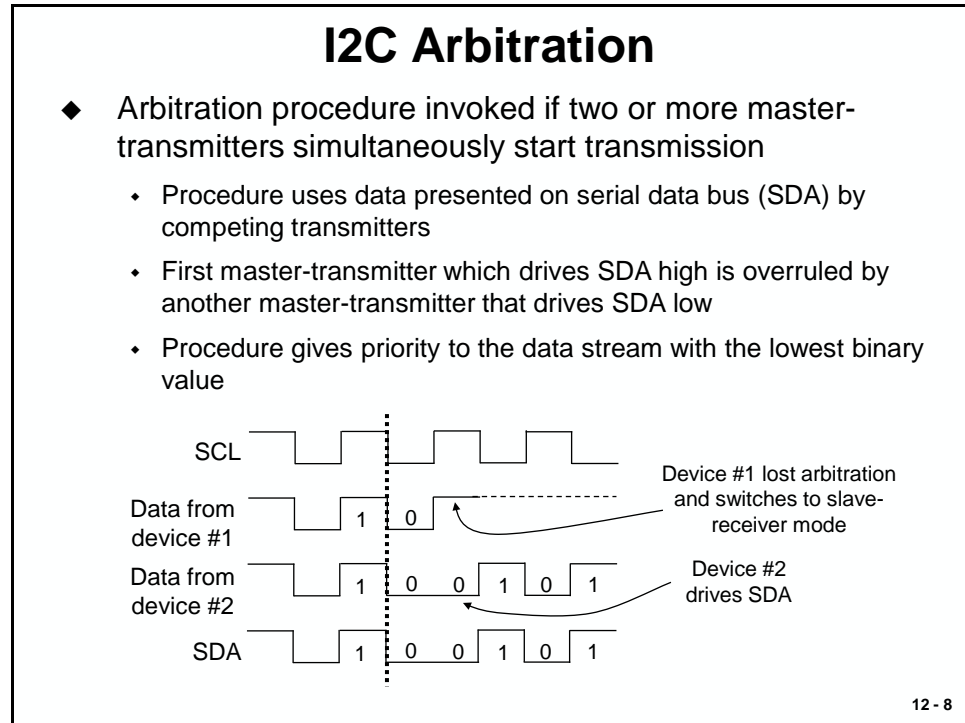 I2C Arbitration
◆ Arbitration procedure invoked if two or more master-
transmitters simultaneously start transmission
◆ Procedure uses data presented on serial data bus (SDA) by
competing transmitters
◆ First master-transmitter which drives SDA high is overruled by
another master-transmitter that drives SDA low
◆ Procedure gives priority to the data stream with the lowest binary
value
SCL
Data from
device #1
1 0
Device #1 lost arbitration
and switches to slave-
receiver mode
Data from
device #2
1 0 0 1 0 1
Device #2
drives SDA
SDA
1 0 0 1 0 1
12 - 8